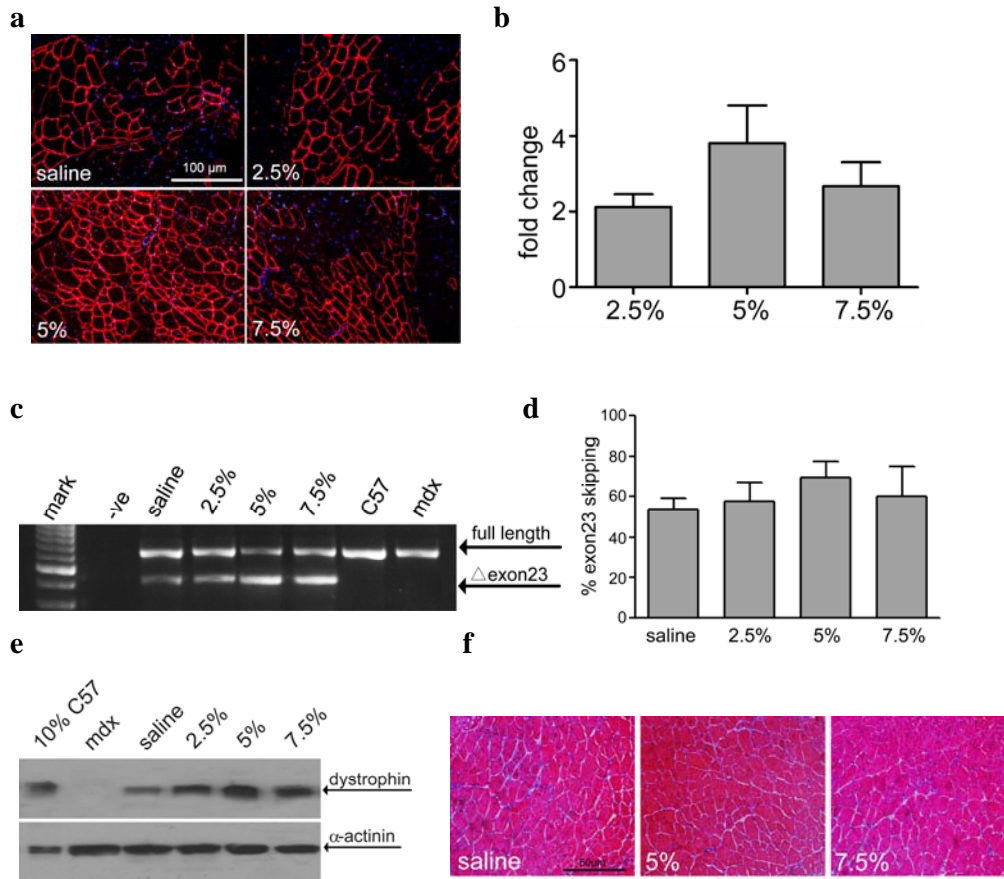 a
saline
100 µm
2.5%
5%
7.5%
b
fold change
6
4
2
0
2.5%
5%
7.5%
c
mark
-ve
saline
2.5%
5%
7.5%
C57
mdx
full length
△exon23
d
% exon23 skipping
100
80
60
40
20
0
saline
2.5%
5%
7.5%
e
10% C57
mdx
saline
2.5%
5%
7.5%
dystrophin
α-actinin
f
saline
50µm
5%
7.5%